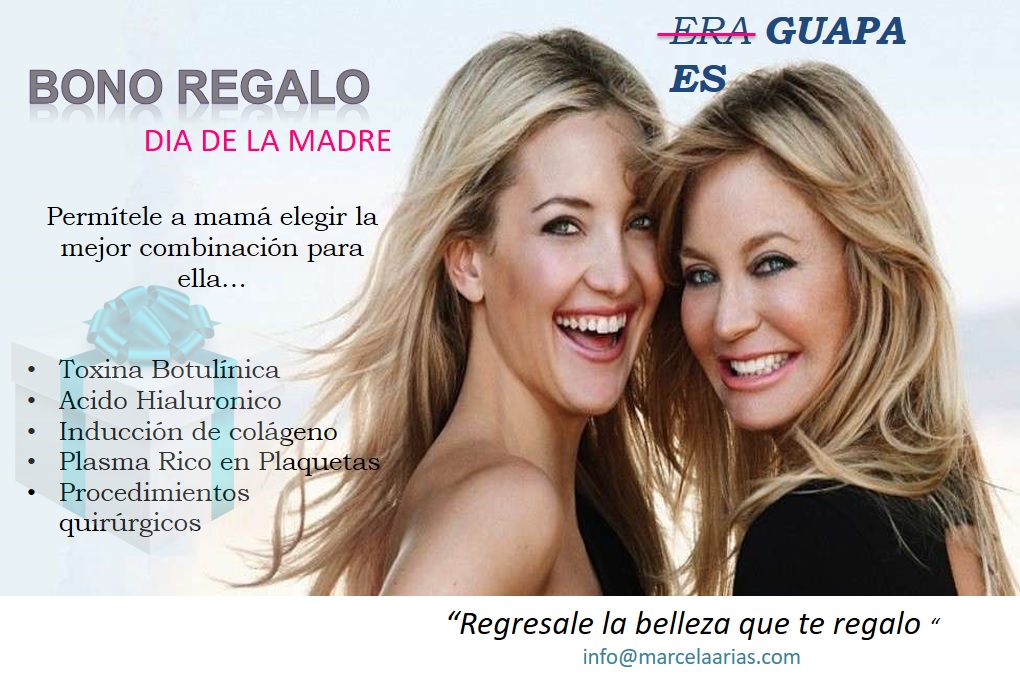 ERA GUAPA
ES
BONO REGALO
DIA DE LA MADRE
Permítele a mamá elegir la
mejor combinación para
ella...
• Toxina Botulínica
• Acido Hialuronico
• Inducción de colágeno
• Plasma Rico en Plaquetas
• Procedimientos
quirúrgicos
“Regresale la belleza que te regalo “
info@marcelaarias.com